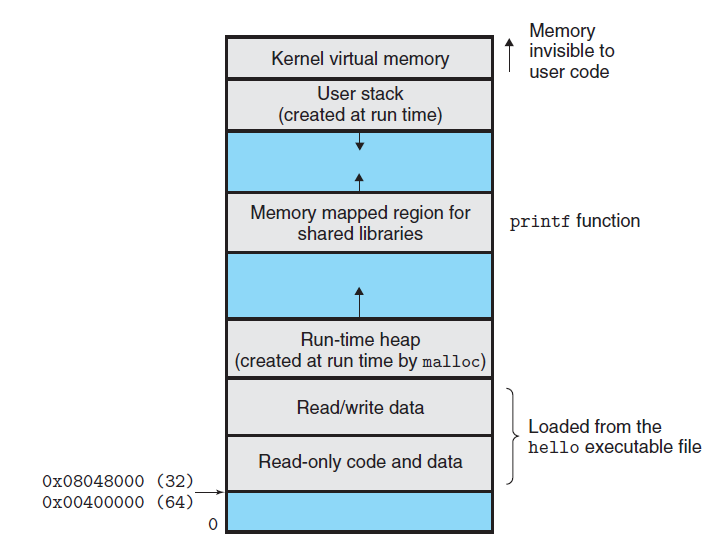 Memory
invisible to
user code
Kernel virtual memory
User stack
(created at run time)
Memory mapped region for
shared libraries
printf function
Run-time heap
(created at run time by malloc)
Read/write data
Loaded from the
hello executable file
Read-only code and data
0x08048000 (32)
0x00400000 (64)
0